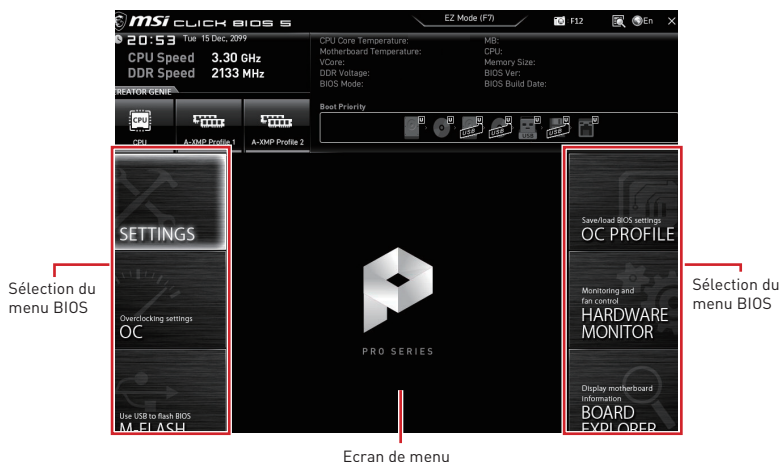 msi CLICK BIOS 5
EZ Mode (F7)
F12
En
20:53 Tue 15 Dec, 2099
CPU Speed 3.30 GHz
DDR Speed 2133 MHz
CREATOR GENIE
CPU
A-XMP Profile 1
A-XMP Profile 2
CPU Core Temperature:
Motherboard Temperature:
VCore:
DDR Voltage:
BIOS Mode:
MB:
CPU:
Memory Size:
BIOS Ver:
BIOS Build Date:
Boot Priority
U U U U U U U
USB USB USB USB
SETTINGS
Overclocking settings
OC
Use USB to flash BIOS
M-FLASH
PRO SERIES
Save/load BIOS settings
OC PROFILE
Monitoring and
fan control
HARDWARE
MONITOR
Display motherboard
information
BOARD
EXPLORER
Sélection du
menu BIOS
Sélection du
menu BIOS
Ecran de menu